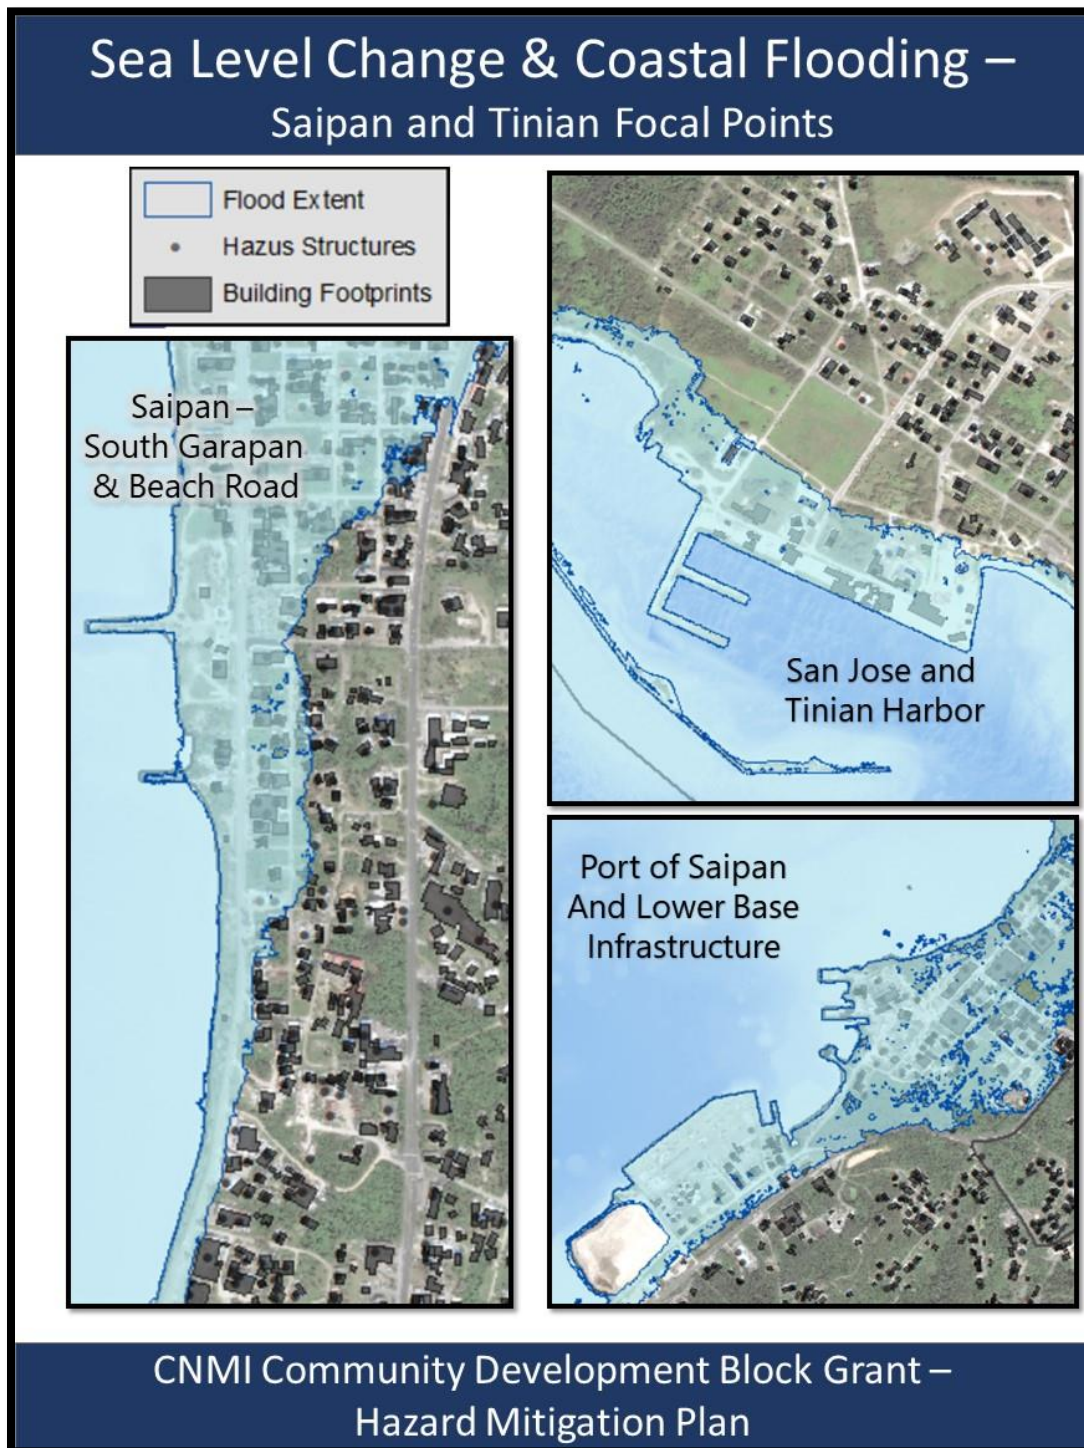 Sea Level Change & Coastal Flooding –
Saipan and Tinian Focal Points
Flood Extent
Hazus Structures
Building Footprints
Saipan –
South Garapan
& Beach Road
San Jose and
Tinian Harbor
Port of Saipan
And Lower Base
Infrastructure
CNMI Community Development Block Grant –
Hazard Mitigation Plan